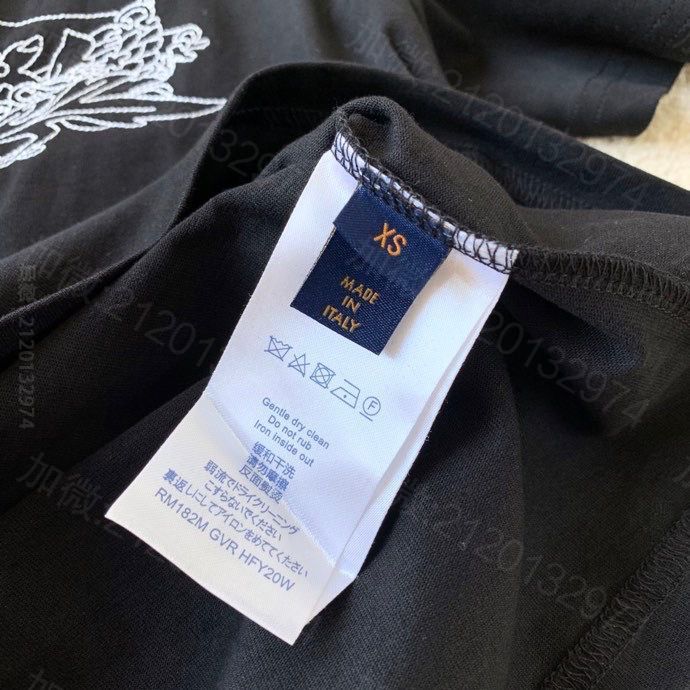 XS
MADE
IN
ITALY
Gentle dry clean
Do not rub
Iron inside out
缓和干洗
请勿摩擦
反面熨烫
弱流でドライクリーニング
こすらないでください
裏返しにしてアイロンをあててください
RM182M GVR HFY20W
加微:2120132974